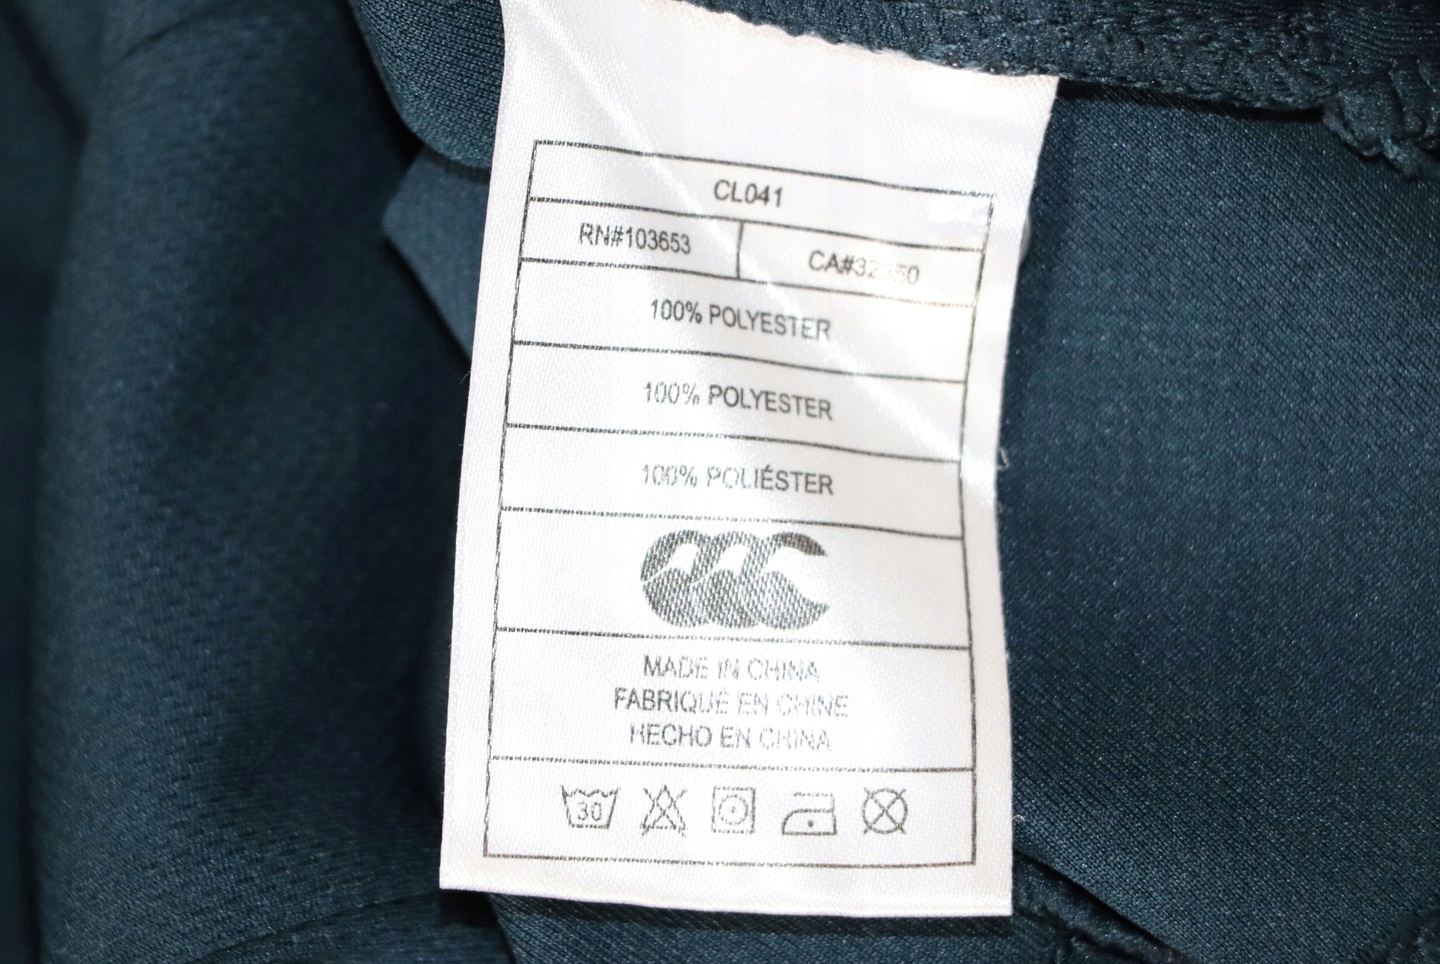 CL041
RN#103653
100% POLYESTER
100% POLYESTER
100% POLIÉSTER
MADE IN CHINA
FABRIQUÉ EN CHINE
HECHO EN CHINA
30